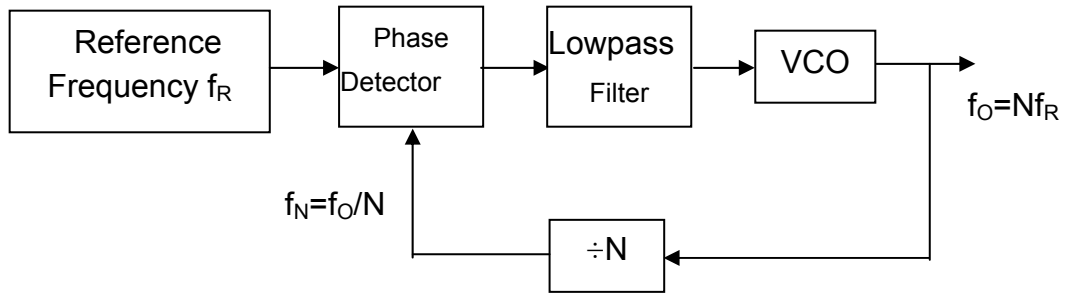 Reference
Frequency fR
Phase
Detector
Lowpass
Filter
VCO
fO=NfR
fN=fO/N
÷N